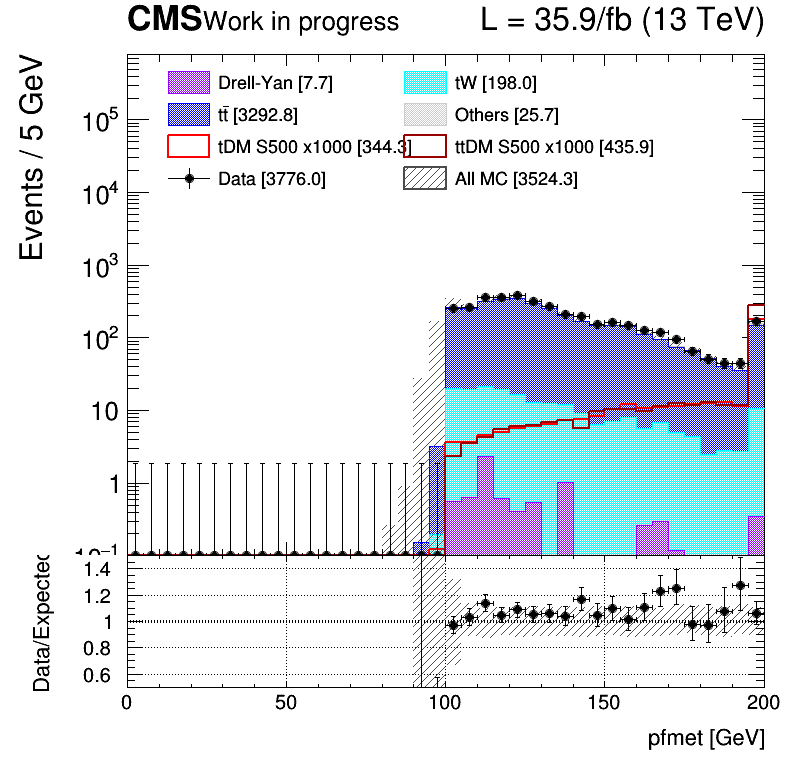 CMS Work in progress L = 35.9/fb (13 TeV)
Events / 5 GeV
Drell-Yan [7.7] tW [198.0]
tt̄ [3292.8] Others [25.7]
tDM S500 x1000 [344.3] ttDM S500 x1000 [435.9]
Data [3776.0] All MC [3524.3]
10⁵
10⁴
10³
10²
10
1
10⁻¹
Data/Expected
1.4
1.2
1
0.8
0.6
0 50 100 150 200
pfmet [GeV]